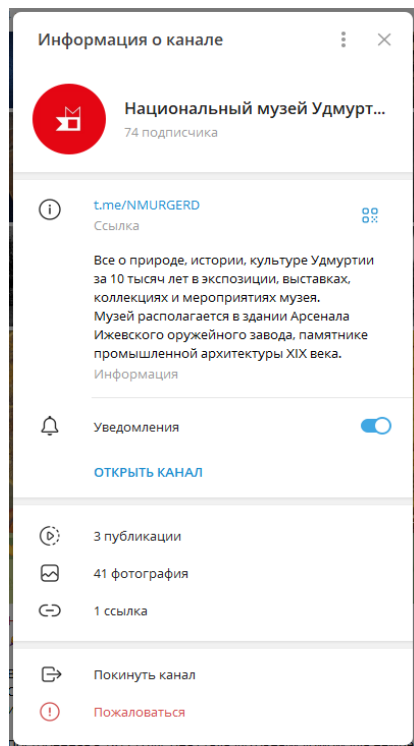 Информация о канале
Национальный музей Удмурт...
74 подписчика
t.me/NMURGERD
Ссылка
Все о природе, истории, культуре Удмуртии
за 10 тысяч лет в экспозиции, выставках,
коллекциях и мероприятиях музея.
Музей располагается в здании Арсенала
Ижевского оружейного завода, памятнике
промышленной архитектуры XIX века.
Информация
Уведомления
ОТКРЫТЬ КАНАЛ
3 публикации
41 фотография
1 ссылка
Покинуть канал
Пожаловаться